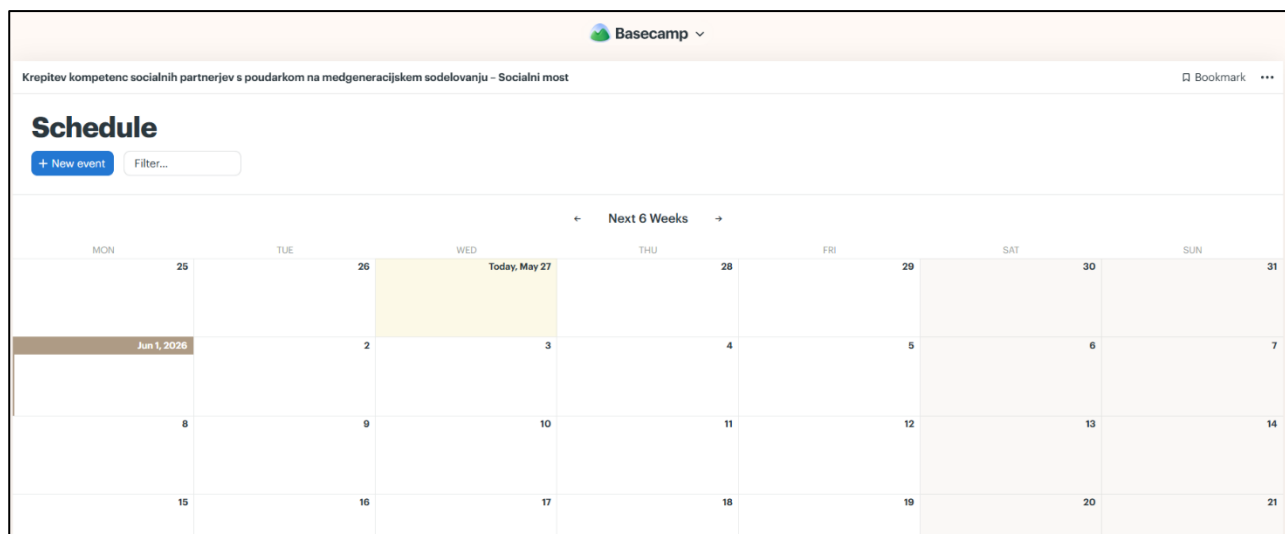 Basecamp
Krepitev kompetenc socialnih partnerjev s poudarkom na medgeneracijskem sodelovanju – Socialni most
Bookmark
Schedule
+ New event
Filter...
← Next 6 Weeks →
MON TUE WED THU FRI SAT SUN
25 26 Today, May 27 28 29 30 31
Jun 1, 2026 2 3 4 5 6 7
8 9 10 11 12 13 14
15 16 17 18 19 20 21